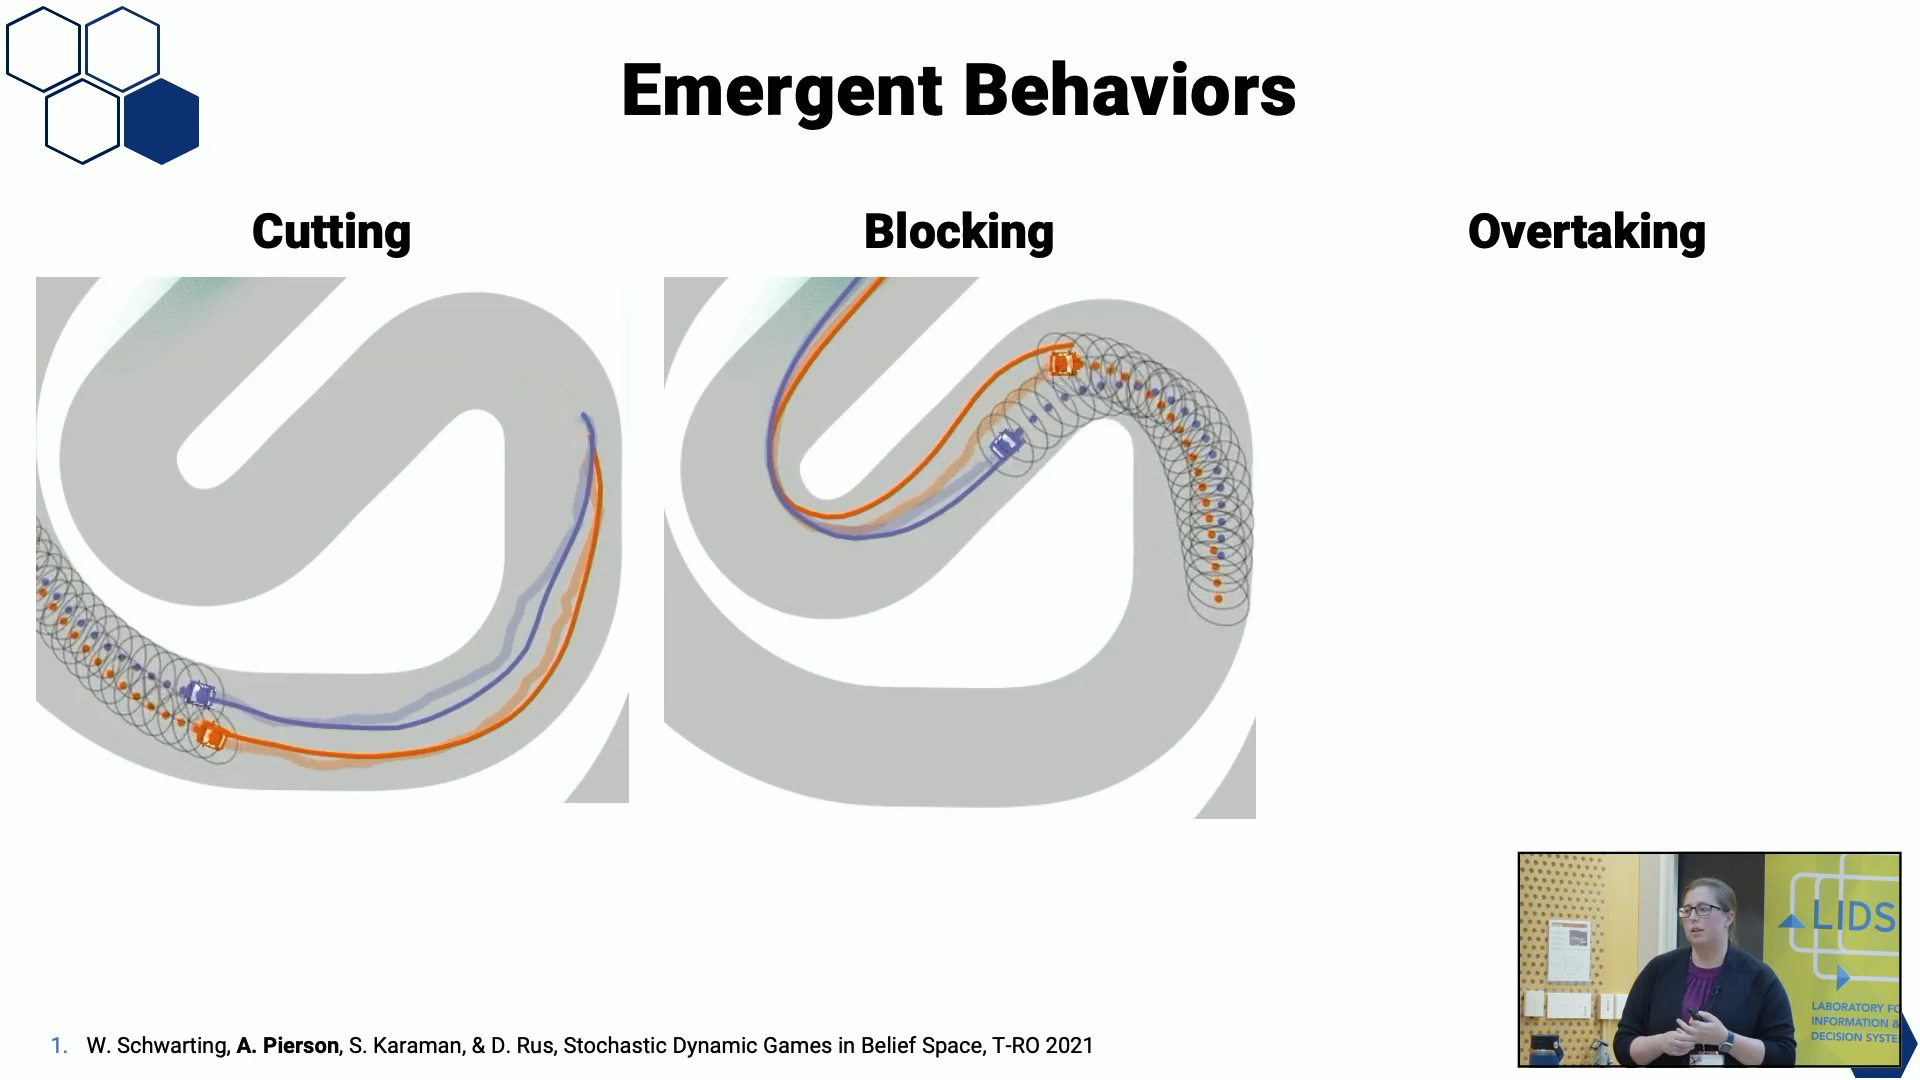 Emergent Behaviors
Cutting
Blocking
Overtaking
LIDS
LABORATORY FO
INFORMATION &
DECISION SYSTE
1. W. Schwarting, A. Pierson, S. Karaman, & D. Rus, Stochastic Dynamic Games in Belief Space, T-RO 2021